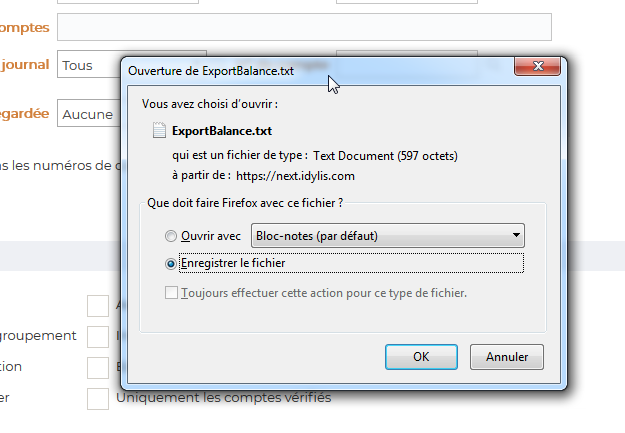 omptes
journal Tous
Ouverture de ExportBalance.txt
egardée Aucune
Vous avez choisi d'ouvrir :
ExportBalance.txt
qui est un fichier de type : Text Document (597 octets)
à partir de : https://next.idylis.com
Que doit faire Firefox avec ce fichier ?
Ouvrir avec Bloc-notes (par défaut)
Enregistrer le fichier
Toujours effectuer cette action pour ce type de fichier.
OK Annuler
ns les numéros de c
groupement
tion
er Uniquement les comptes vérifiés